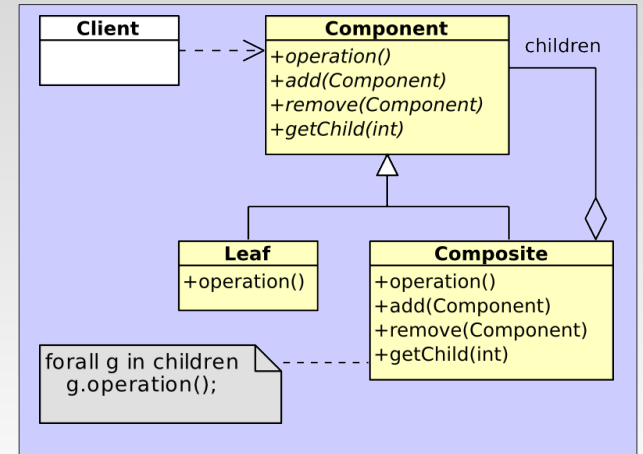 Client
Component
+operation()
+add(Component)
+remove(Component)
+getChild(int)
children
Leaf
+operation()
Composite
+operation()
+add(Component)
+remove(Component)
+getChild(int)
forall g in children
g.operation();